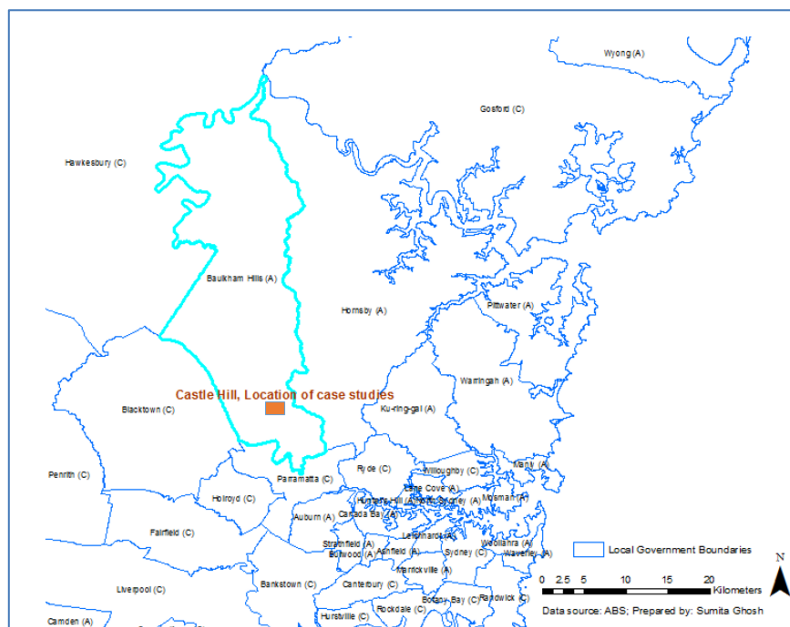 Wyong (A)
Gosford (C)
Hawkesbury (C)
Baulkham Hills (A)
Hornsby (A)
Pittwater (A)
Warringah (A)
Castle Hill, Location of case studies
Blacktown (C)
Ku-ring-gai (A)
Penrith (C)
Parramatta (C)
Ryde (C)
Willoughby (C)
Manly (A)
Holroyd (C)
Lane Cove (A)
Mosman (A)
Auburn (A)
Canada Bay (A)
Fairfield (C)
Strathfield (A)
Leichhardt (A)
Woollahra (A)
Burwood (A)
Ashfield (A)
Sydney (C)
Waverley (A)
Local Government Boundaries
Marrickville (A)
Liverpool (C)
Bankstown (C)
Canterbury (C)
Botany Bay (C)
Randwick (C)
Hurstville (C)
Rockdale (C)
Camden (A)
N
0 2.5 5 10 15 20
Kilometers
Data source: ABS; Prepared by: Sumita Ghosh